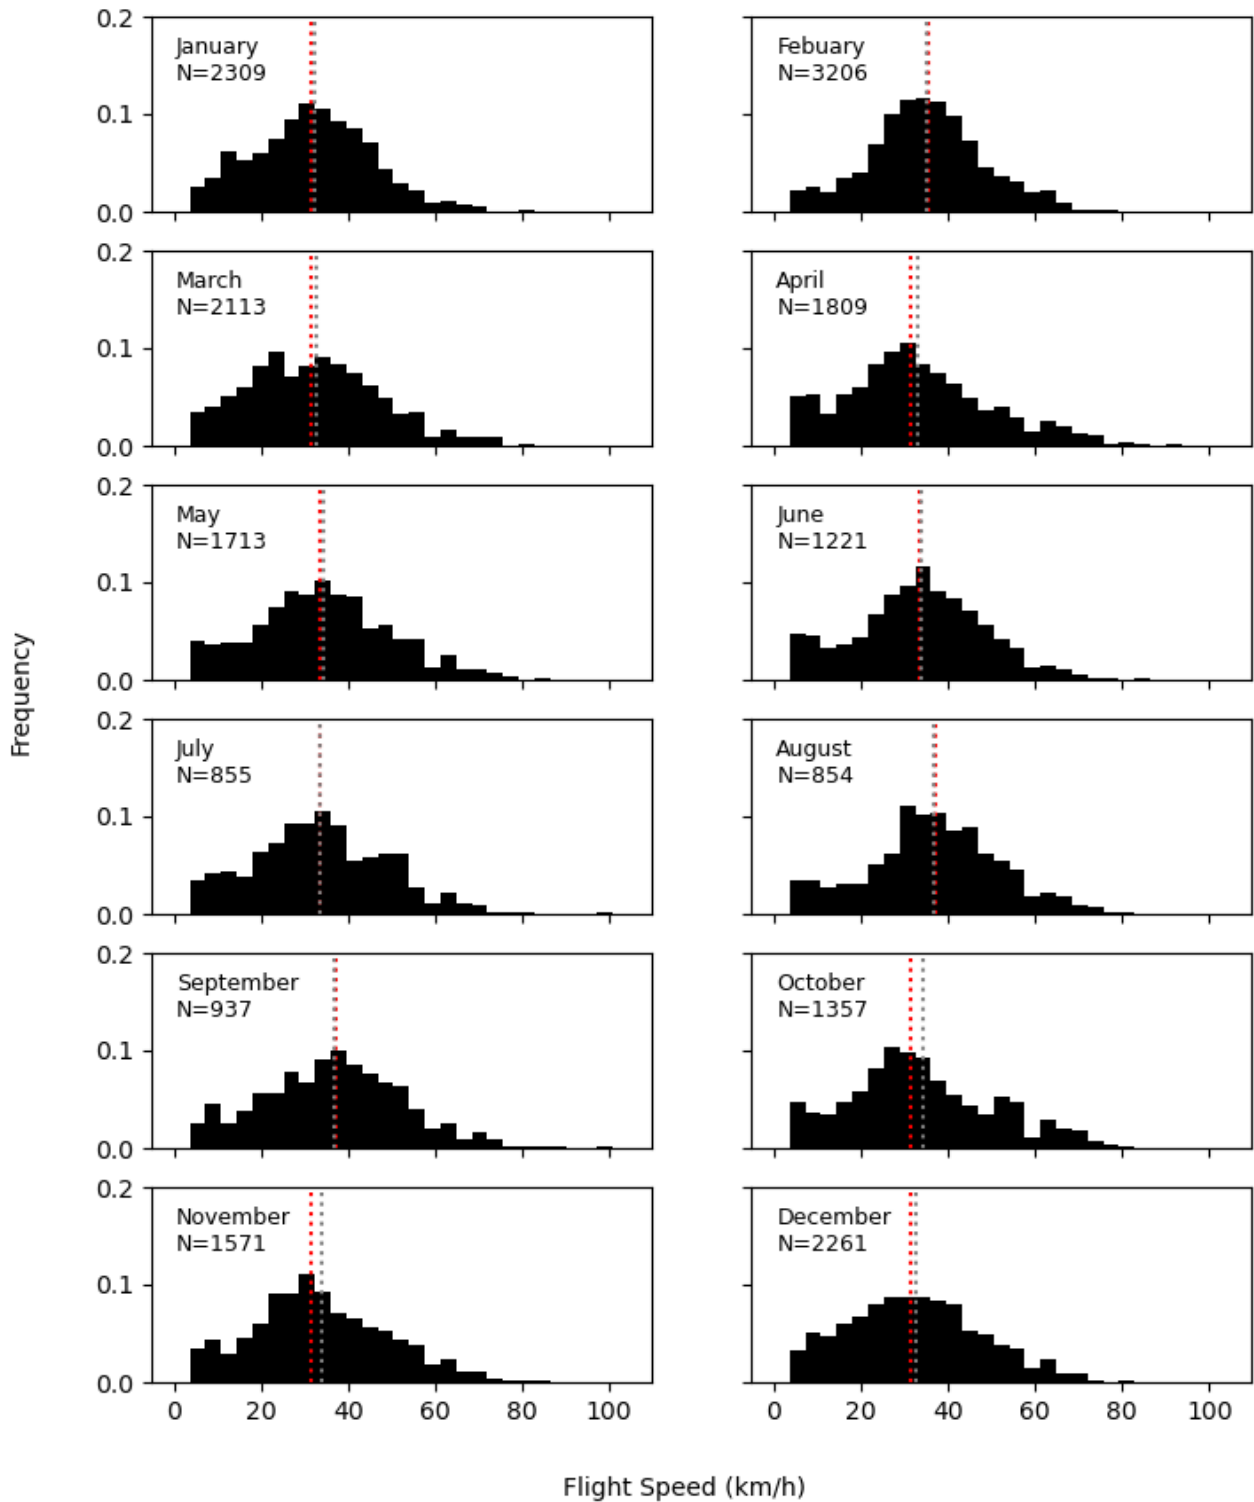 0.2
0.1
0.0
January
N=2309
Febuary
N=3206
0.2
0.1
0.0
March
N=2113
April
N=1809
0.2
0.1
0.0
May
N=1713
June
N=1221
Frequency
0.2
0.1
0.0
July
N=855
August
N=854
0.2
0.1
0.0
September
N=937
October
N=1357
0.2
0.1
0.0
November
N=1571
December
N=2261
0 20 40 60 80 100
0 20 40 60 80 100
Flight Speed (km/h)